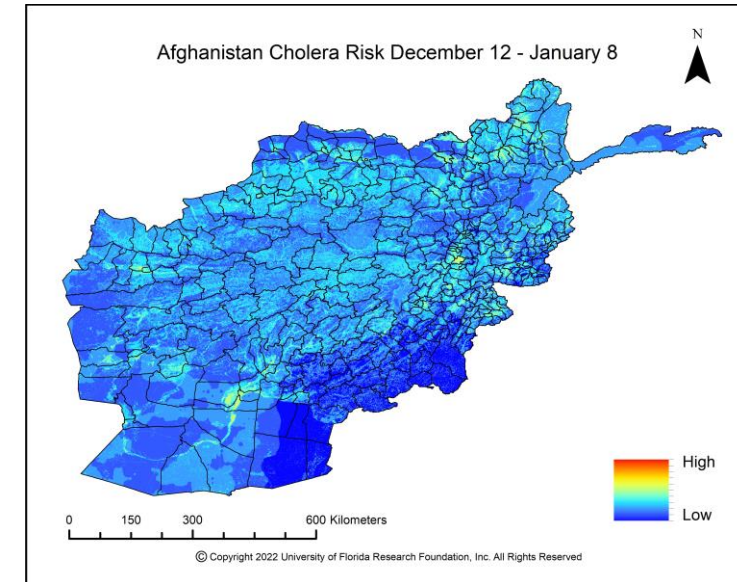 Afghanistan Cholera Risk December 12 - January 8
N
High
Low
0 150 300 600 Kilometers
© Copyright 2022 University of Florida Research Foundation, Inc. All Rights Reserved